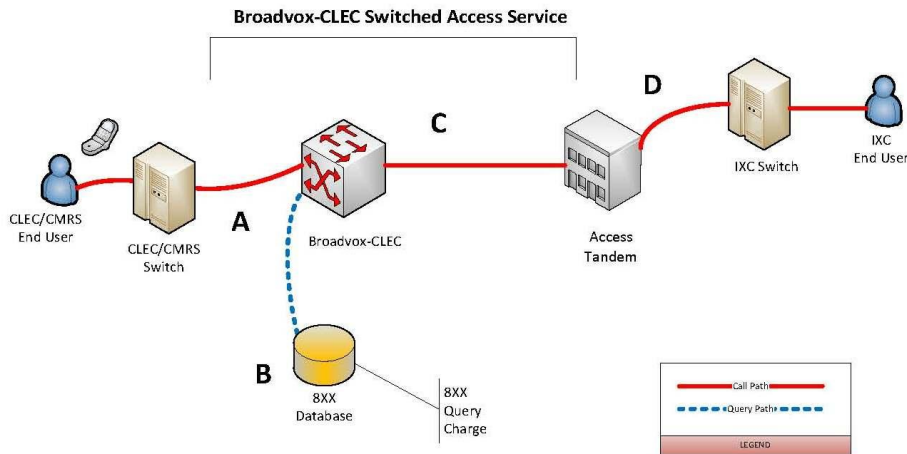 Broadvox-CLEC Switched Access Service
D
C
IXC
End User
IXC Switch
CLEC/CMRS
End User
A
CLEC/CMRS
Switch
Broadvox-CLEC
Access
Tandem
B
8XX
Database
8XX
Query
Charge
Call Path
Query Path
LEGEND